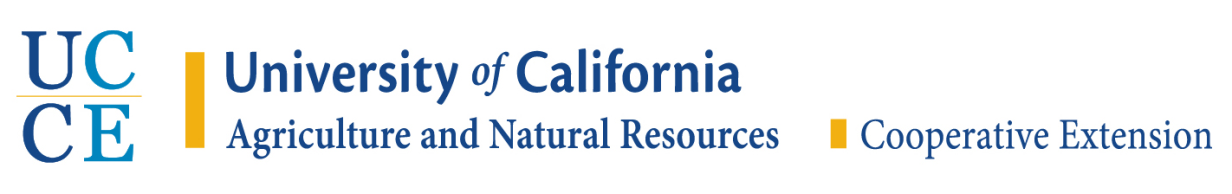 UC
CE
University of California
Agriculture and Natural Resources
Cooperative Extension